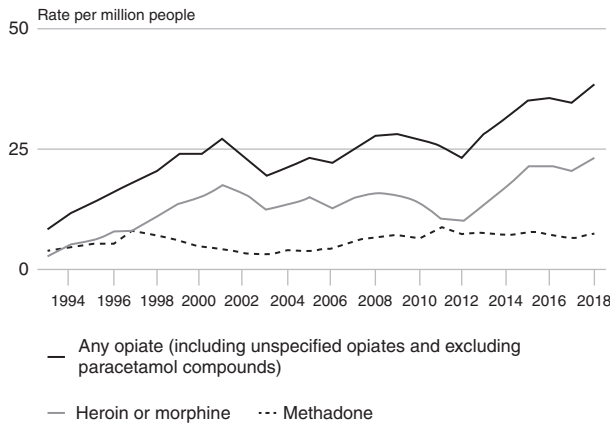 Rate per million people
50
25
0
1994 1996 1998 2000 2002 2004 2006 2008 2010 2012 2014 2016 2018
Any opiate (including unspecified opiates and excluding
paracetamol compounds)
Heroin or morphine Methadone